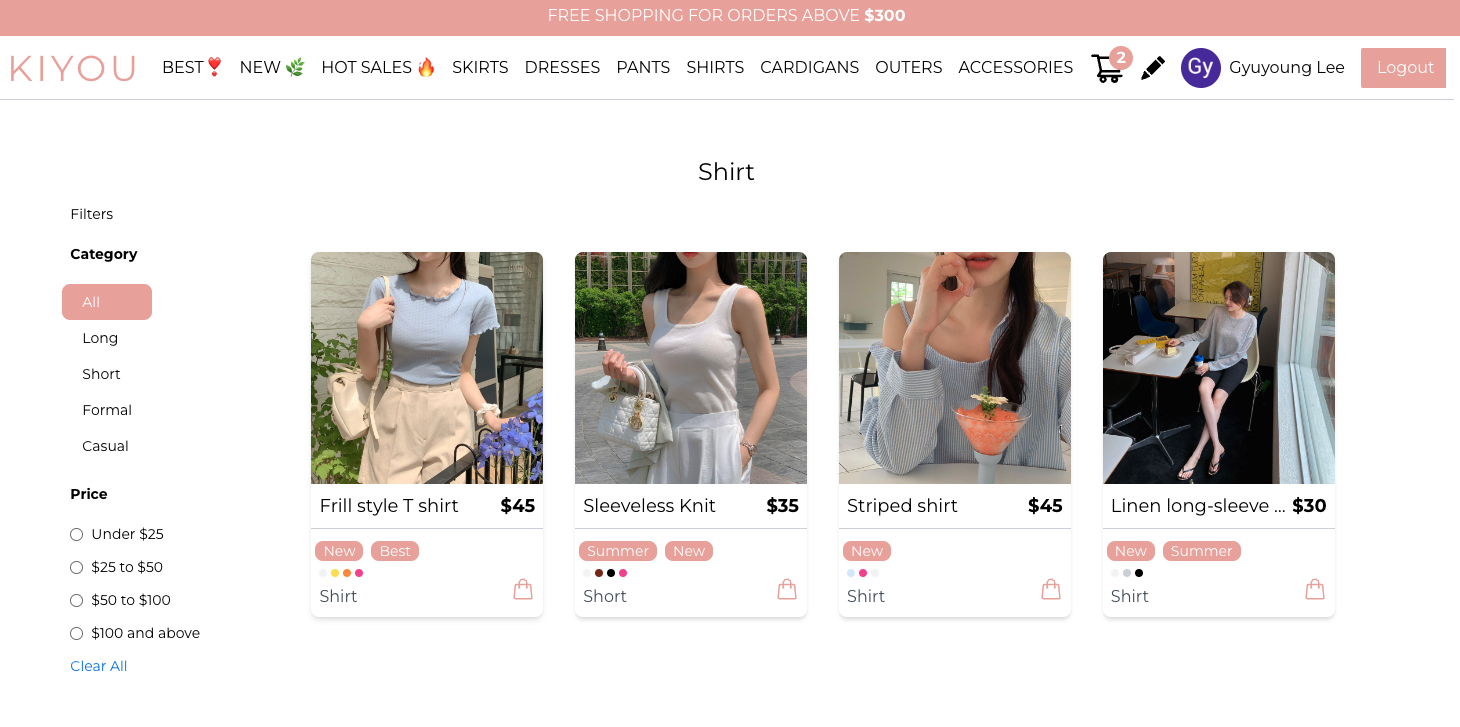 FREE SHOPPING FOR ORDERS ABOVE $300
KIYOU BEST❣️ NEW 🌿 HOT SALES 🔥 SKIRTS DRESSES PANTS SHIRTS CARDIGANS OUTERS ACCESSORIES 2 Gy Gyuyoung Lee Logout
Shirt
Filters
Category
All
Long
Short
Formal
Casual
Price
Under $25
$25 to $50
$50 to $100
$100 and above
Clear All
Frill style T shirt $45
New Best
Shirt
Sleeveless Knit $35
Summer New
Short
Striped shirt $45
New
Shirt
Linen long-sleeve ... $30
New Summer
Shirt